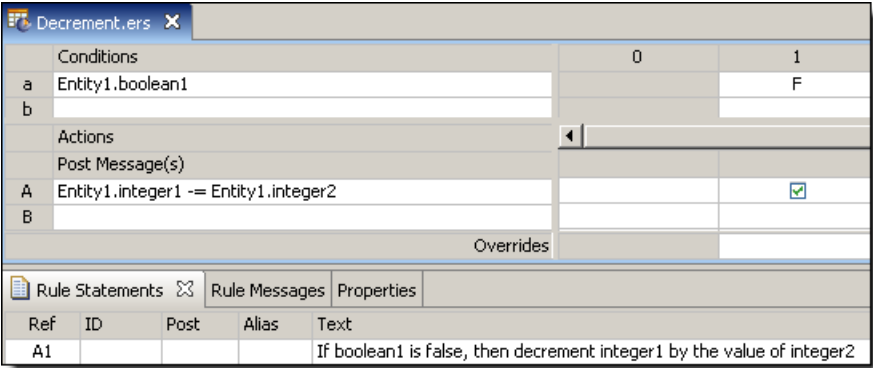 Decrement.ers
Conditions 0 1
a Entity1.boolean1 F
b
Actions
Post Message(s)
A Entity1.integer1 -= Entity1.integer2
B
Overrides
Rule Statements Rule Messages Properties
Ref ID Post Alias Text
A1 If boolean1 is false, then decrement integer1 by the value of integer2